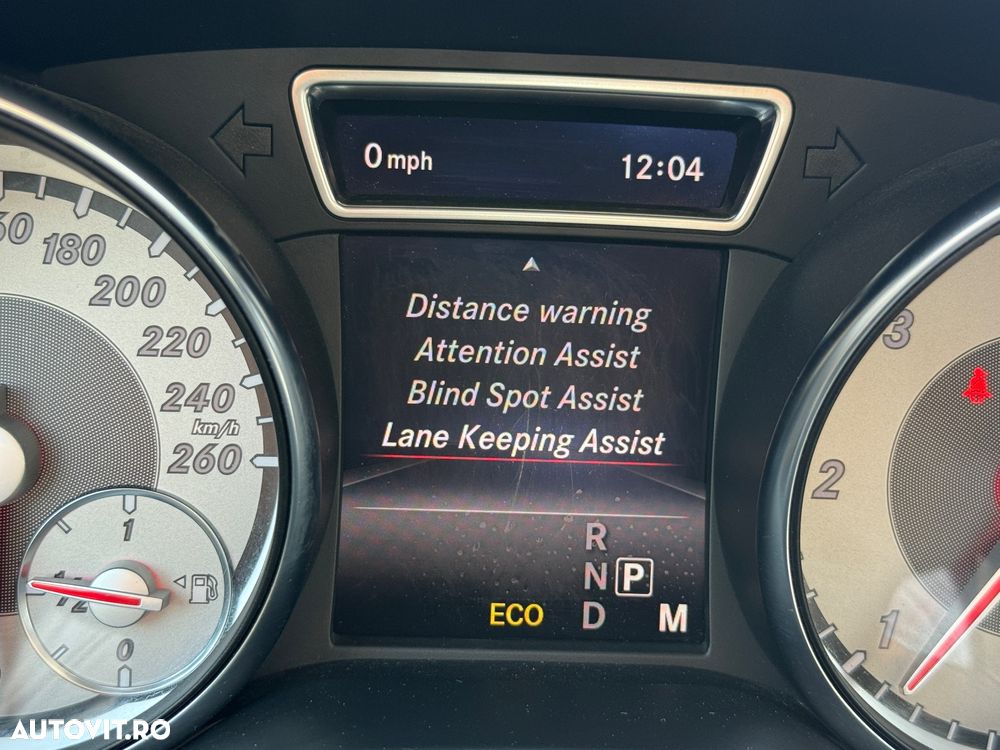 0 mph 12:04
Distance warning
Attention Assist
Blind Spot Assist
Lane Keeping Assist
R
N P
D
ECO M
180
200
220
240
km/h
260
1
1/2
0
3
2
1
AUTOVIT.RO